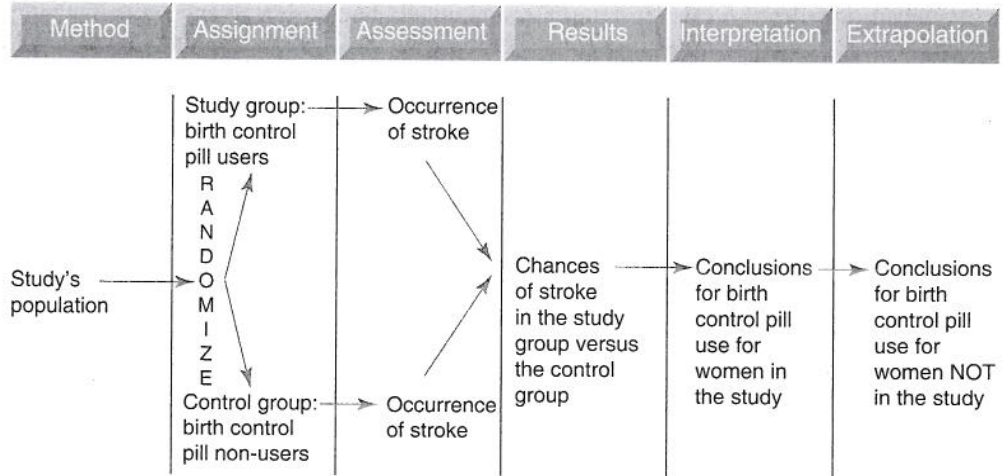 Method Assignment Assessment Results Interpretation Extrapolation
Study group:
birth control
pill users
Occurrence
of stroke
R
A
N
D
O
M
I
Z
E
Study's
population
Control group:
birth control
pill non-users
Occurrence
of stroke
Chances
of stroke
in the study
group versus
the control
group
Conclusions
for birth
control pill
use for
women in
the study
Conclusions
for birth
control pill
use for
women NOT
in the study